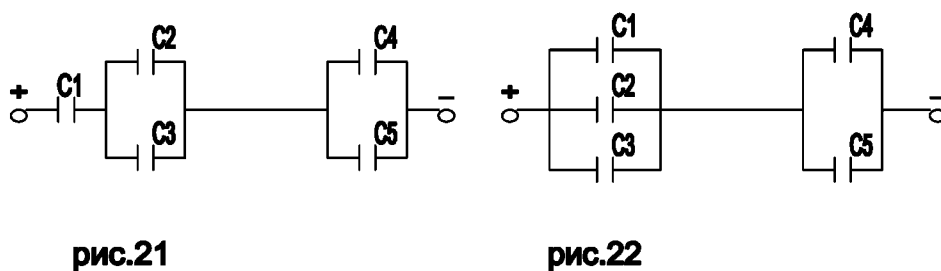 C2 C4
+ C1 –
C3 C5
рис.21
C1 C4
+ C2 –
C3 C5
рис.22